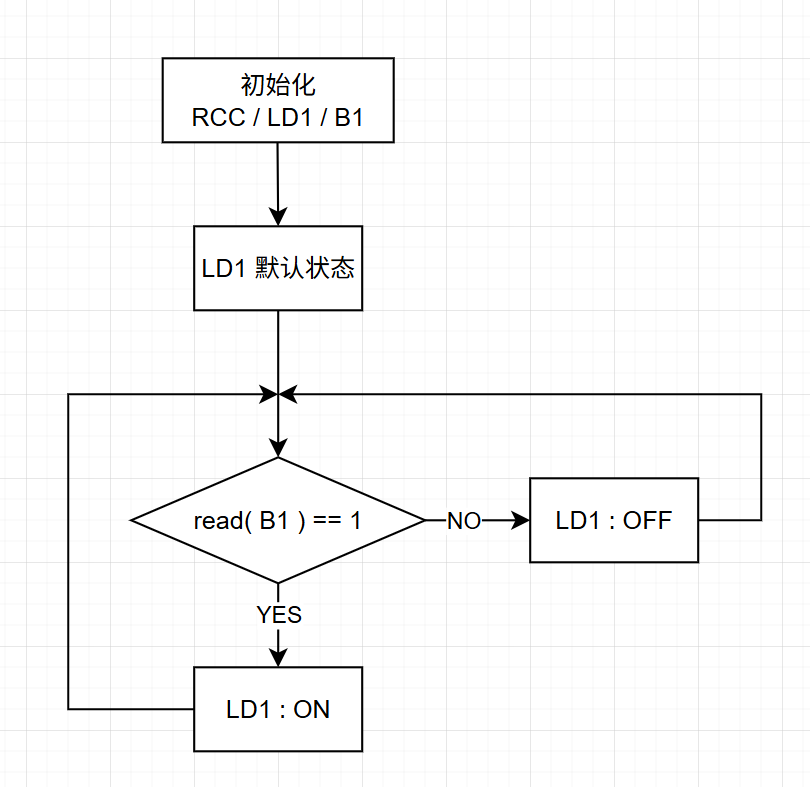 初始化
RCC / LD1 / B1
LD1 默认状态
read( B1 ) == 1
NO
LD1 : OFF
YES
LD1 : ON